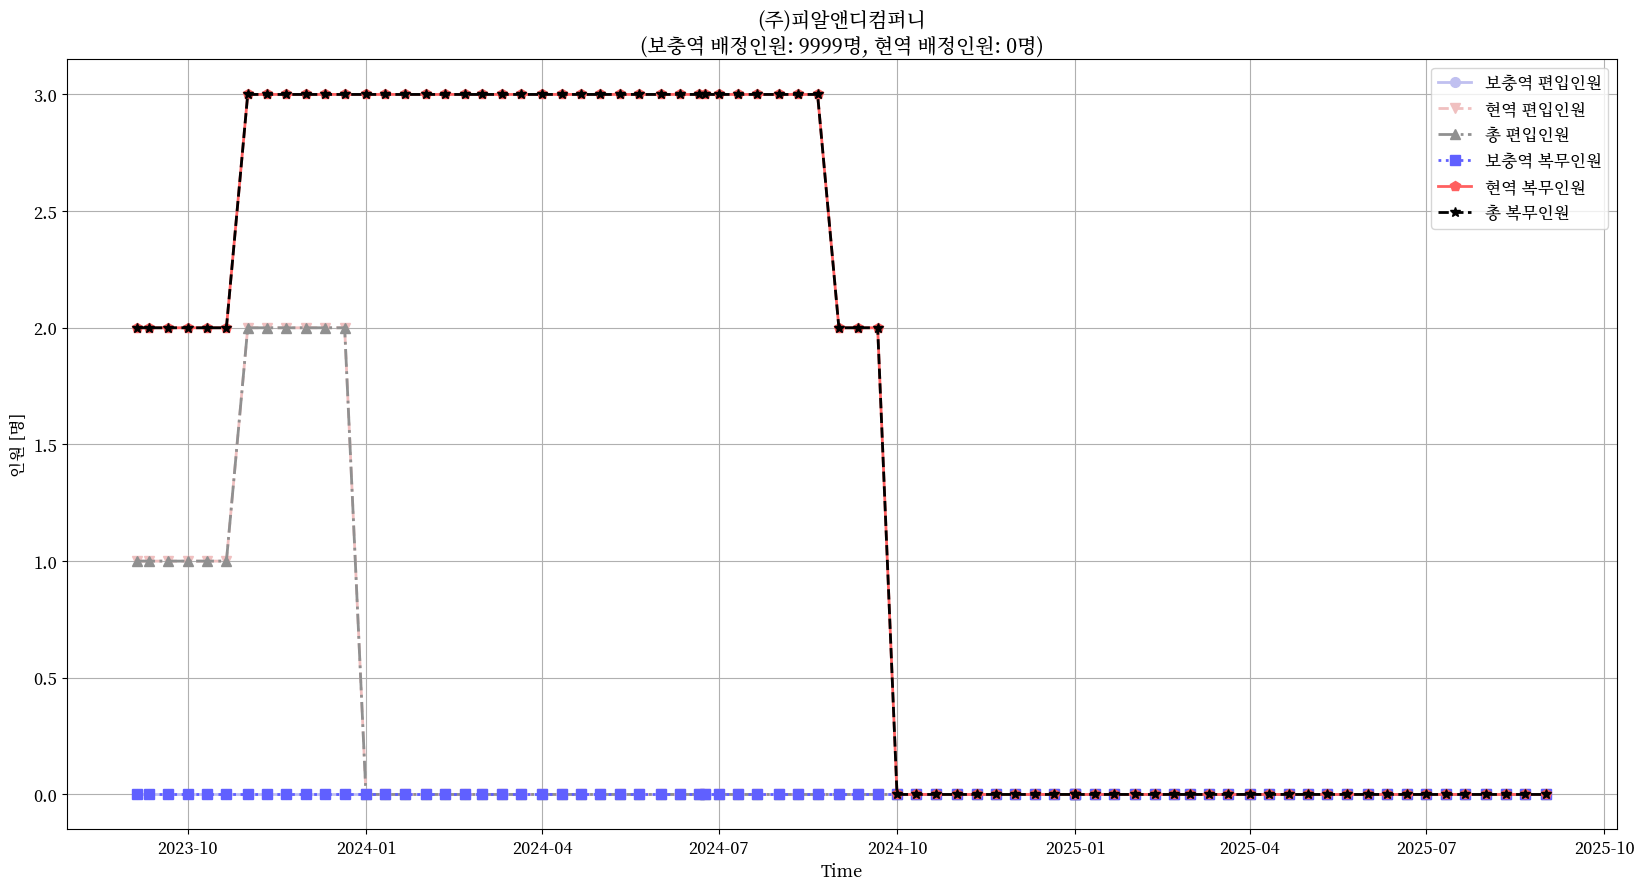 (주)피알앤디컴퍼니
(보충역 배정인원: 9999명, 현역 배정인원: 0명)
보충역 편입인원
현역 편입인원
총 편입인원
보충역 복무인원
현역 복무인원
총 복무인원
인원 [명]
3.0
2.5
2.0
1.5
1.0
0.5
0.0
2023-10
2024-01
2024-04
2024-07
2024-10
2025-01
2025-04
2025-07
2025-10
Time